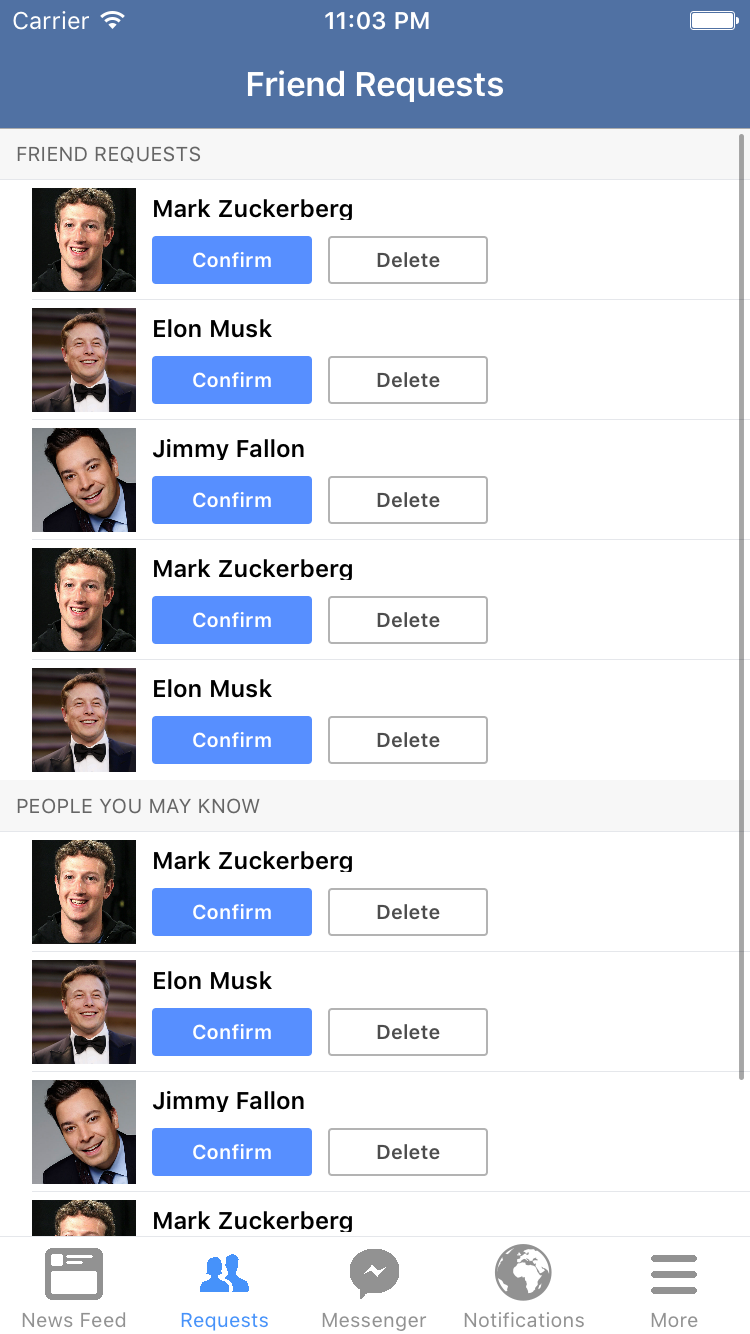 Carrier 11:03 PM
Friend Requests
FRIEND REQUESTS
Mark Zuckerberg
Confirm Delete
Elon Musk
Confirm Delete
Jimmy Fallon
Confirm Delete
Mark Zuckerberg
Confirm Delete
Elon Musk
Confirm Delete
PEOPLE YOU MAY KNOW
Mark Zuckerberg
Confirm Delete
Elon Musk
Confirm Delete
Jimmy Fallon
Confirm Delete
Mark Zuckerberg
News Feed Requests Messenger Notifications More